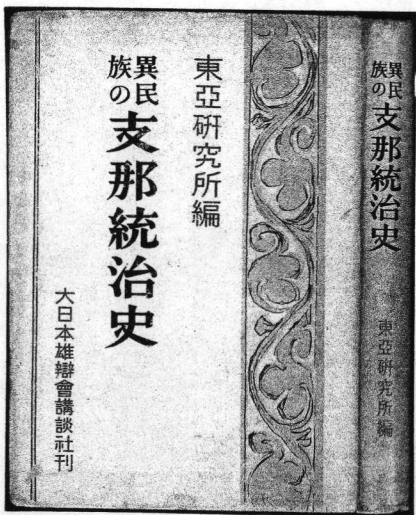 東亞研究所編
異民族の支那統治史
大日本雄辯會講談社刊
異民族の支那統治史
東亞研究所編